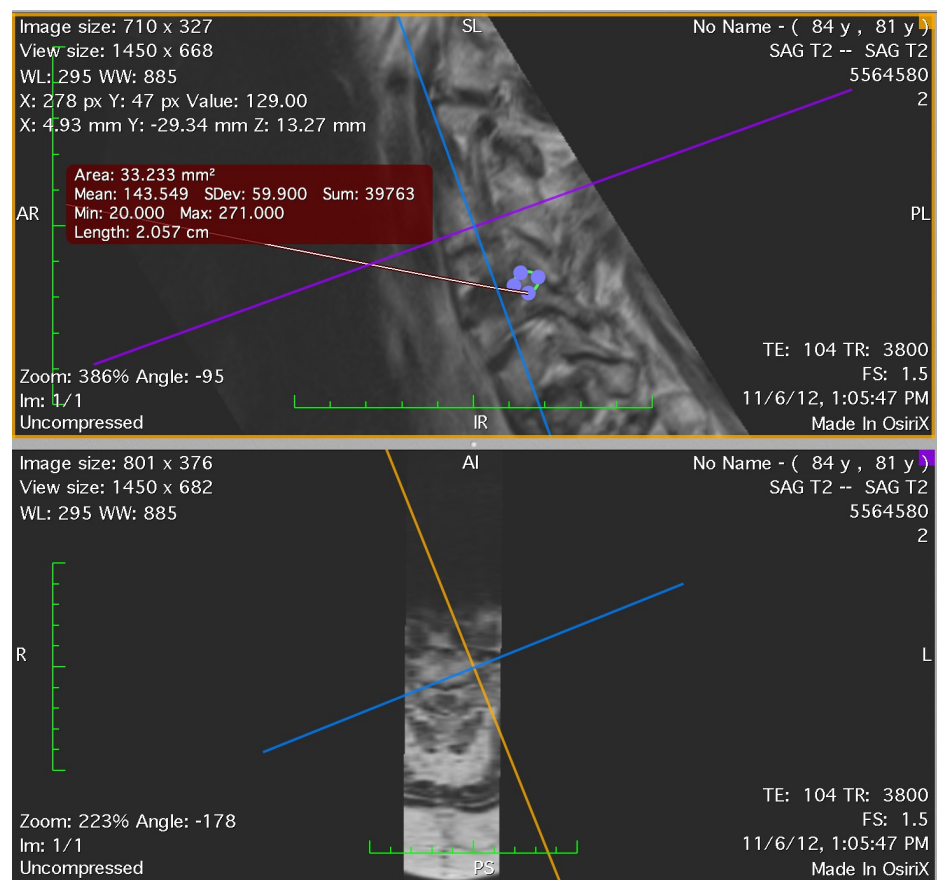 Image size: 710 x 327
View size: 1450 x 668
WL: 295 WW: 885
X: 278 px Y: 47 px Value: 129.00
X: 4.93 mm Y: -29.34 mm Z: 13.27 mm
SL
No Name - ( 84 y , 81 y )
SAG T2 -- SAG T2
5564580
2
Area: 33.233 mm²
Mean: 143.549 SDev: 59.900 Sum: 39763
Min: 20.000 Max: 271.000
Length: 2.057 cm
AR
PL
Zoom: 386% Angle: -95
Im: 1/1
Uncompressed
IR
TE: 104 TR: 3800
FS: 1.5
11/6/12, 1:05:47 PM
Made In OsiriX
Image size: 801 x 376
View size: 1450 x 682
WL: 295 WW: 885
AI
No Name - ( 84 y , 81 y )
SAG T2 -- SAG T2
5564580
2
R
L
Zoom: 223% Angle: -178
Im: 1/1
Uncompressed
PS
TE: 104 TR: 3800
FS: 1.5
11/6/12, 1:05:47 PM
Made In OsiriX